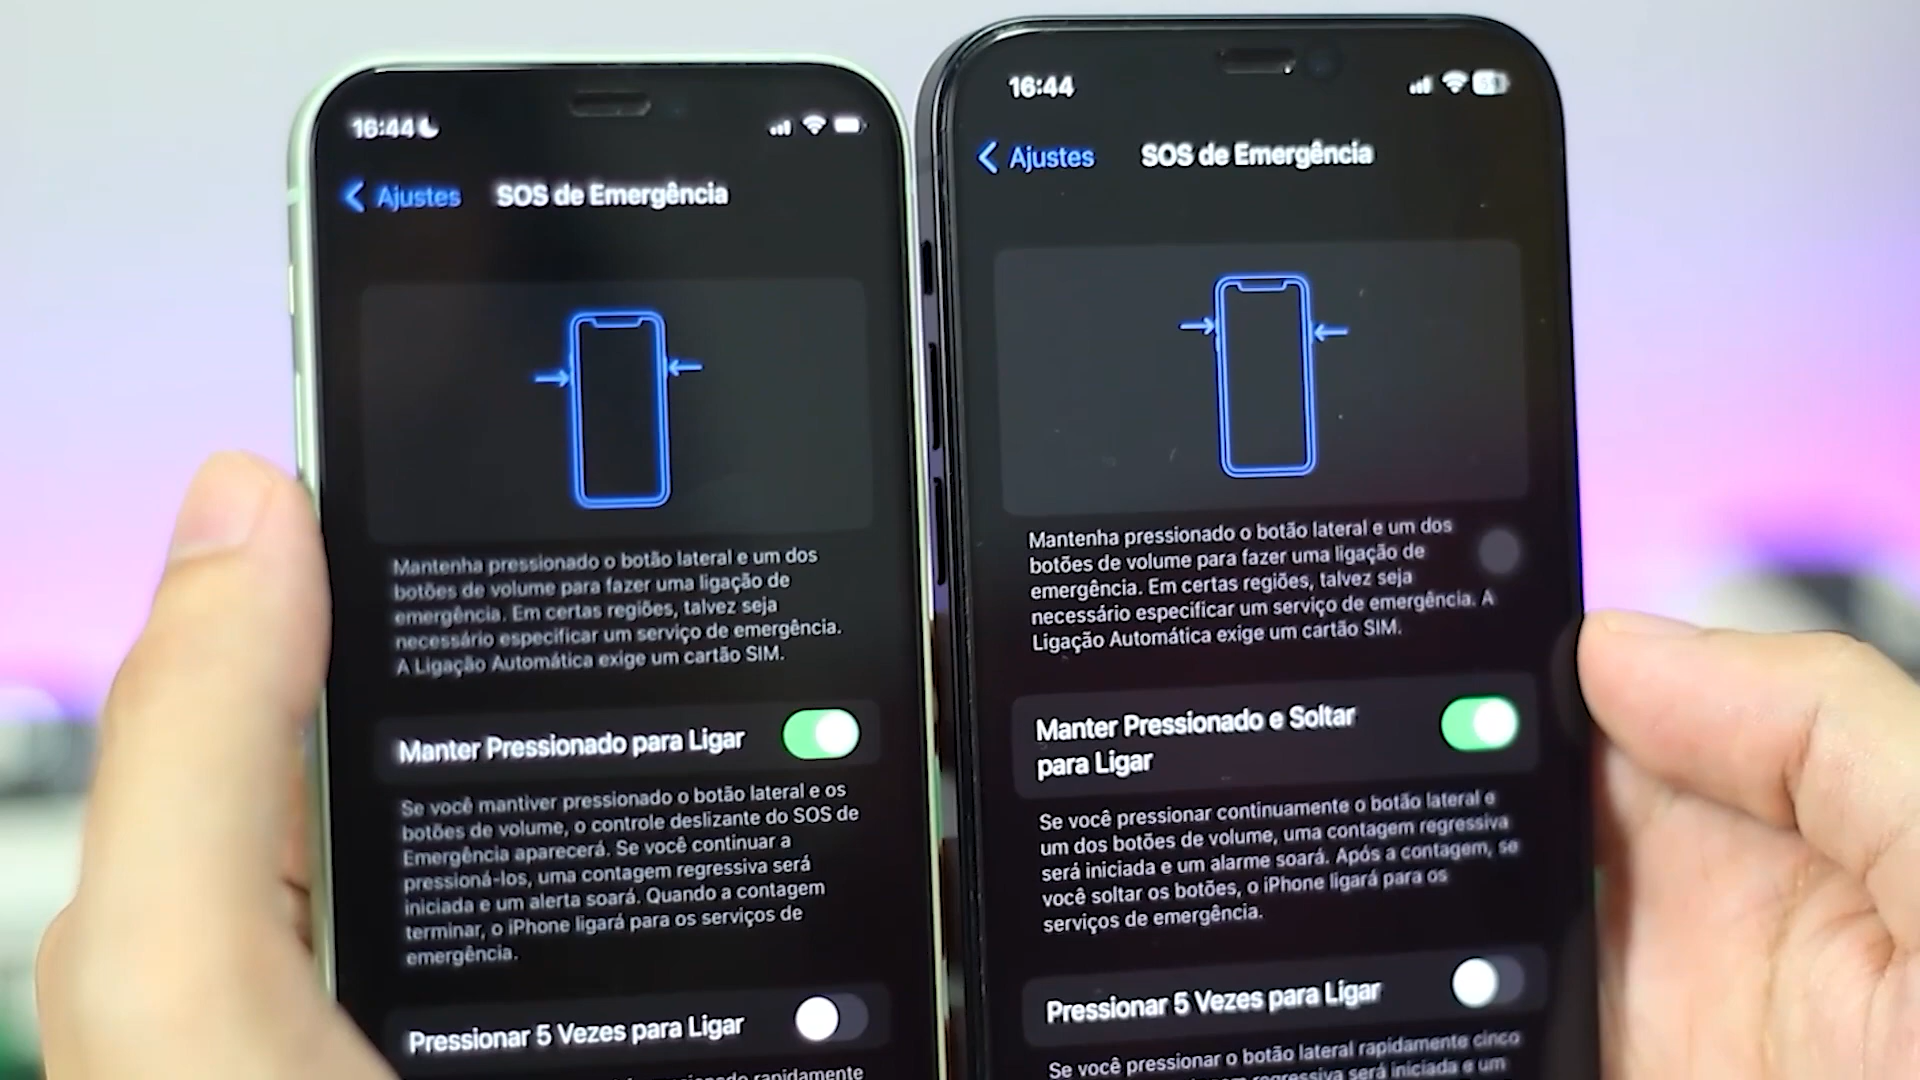 16:44
Ajustes
SOS de Emergência
Mantenha pressionado o botão lateral e um dos
botões de volume para fazer uma ligação de
emergência. Em certas regiões, talvez seja
necessário especificar um serviço de emergência.
A Ligação Automática exige um cartão SIM.
Manter Pressionado para Ligar
Se você mantiver pressionado o botão lateral e os
botões de volume, o controle deslizante do SOS de
Emergência aparecerá. Se você continuar a
pressioná-los, uma contagem regressiva será
iniciada e um alerta soará. Quando a contagem
terminar, o iPhone ligará para os serviços de
emergência.
Pressionar 5 Vezes para Ligar
rapidamente
16:44
Ajustes
SOS de Emergência
Mantenha pressionado o botão lateral e um dos
botões de volume para fazer uma ligação de
emergência. Em certas regiões, talvez seja
necessário especificar um serviço de emergência. A
Ligação Automática exige um cartão SIM.
Manter Pressionado e Soltar
para Ligar
Se você pressionar continuamente o botão lateral e
um dos botões de volume, uma contagem regressiva
será iniciada e um alarme soará. Após a contagem, se
você soltar os botões, o iPhone ligará para os
serviços de emergência.
Pressionar 5 Vezes para Ligar
Se você pressionar o botão lateral rapidamente cinco
regressiva será iniciada e um